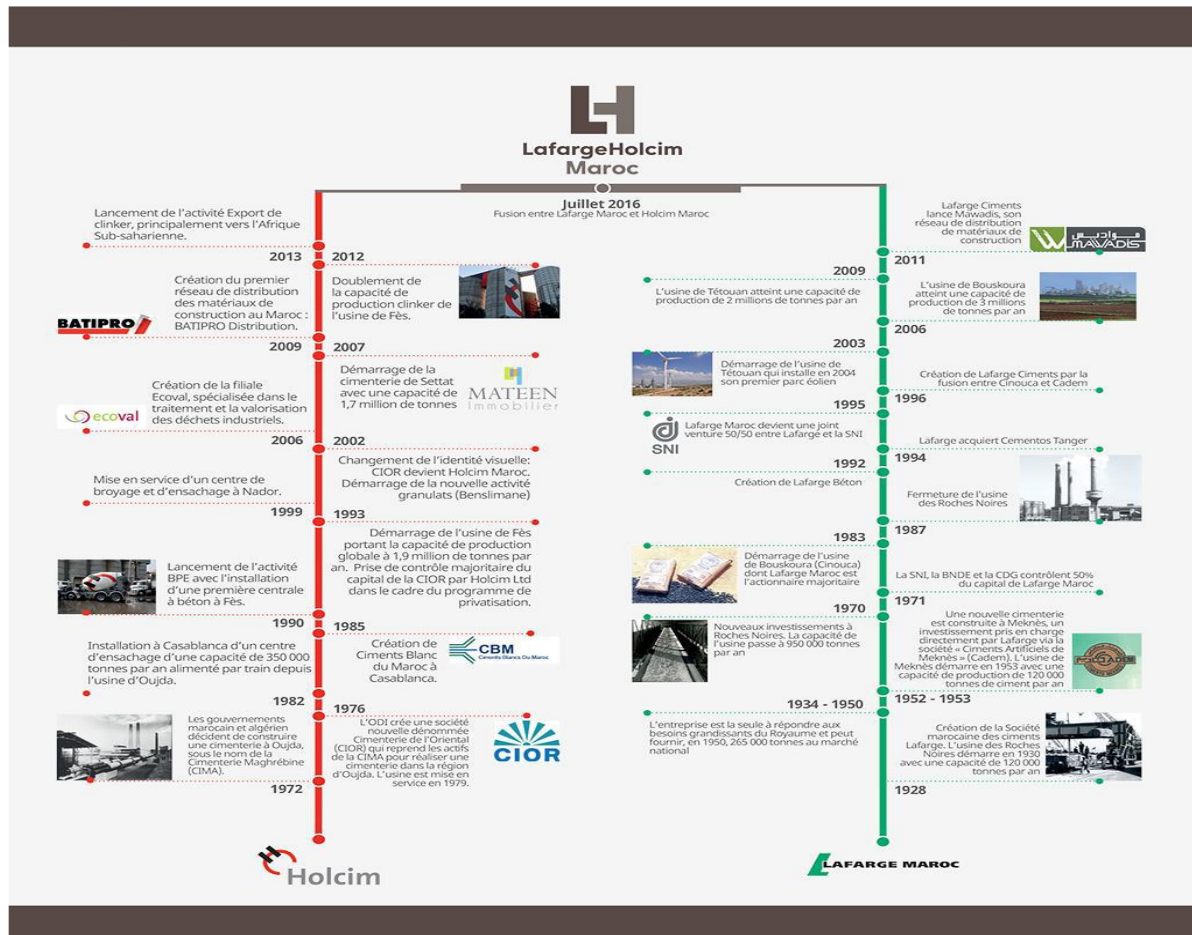 LafargeHolcim
Maroc
Juillet 2016
Fusion entre Lafarge Maroc et Holcim Maroc
Lancement de l'activité Export de
clinker, principalement vers l'Afrique
Sub-saharienne.
2013
2012
Doublement de
la capacité de
production clinker de
l'usine de Fès.
Création du premier
réseau de distribution
des matériaux de
construction au Maroc :
BATIPRO Distribution.
BATIPRO
2009
2007
Démarrage de la
cimenterie de Settat
avec une capacité de
1,7 million de tonnes
MATEEN
Immobilier
Création de la filiale
Ecoval, spécialisée dans le
traitement et la valorisation
des déchets industriels.
ecoval
2006
2002
Changement de l'identité visuelle:
CIOR devient Holcim Maroc.
Démarrage de la nouvelle activité
granulats (Benslimane)
Mise en service d'un centre de
broyage et d'ensachage à Nador.
1999
1993
Démarrage de l'usine de Fès
portant la capacité de production
globale à 1,9 million de tonnes par
an. Prise de contrôle majoritaire du
capital de la CIOR par Holcim Ltd
dans le cadre du programme de
privatisation.
Lancement de l'activité
BPE avec l'installation
d'une première centrale
à béton à Fès.
1990
1985
Création de
Ciments Blanc
du Maroc à
Casablanca.
CBM
Ciments Blancs Du Maroc
Installation à Casablanca d'un centre
d'ensachage d'une capacité de 350 000
tonnes par an alimenté par train depuis
l'usine d'Oujda.
1982
1976
L'ODI crée une société
nouvelle dénommée
Cimenterie de l'Oriental
(CIOR) qui reprend les actifs
de la CIMA pour réaliser une
cimenterie dans la région
d'Oujda. L'usine est mise en
service en 1979.
CIOR
Les gouvernements
marocain et algérien
décident de construire
une cimenterie à Oujda,
sous le nom de la
Cimenterie Maghrébine
(CIMA).
1972
Holcim
Lafarge Ciments
lance Mawadis, son
réseau de distribution
de matériaux de
construction
مواديس
MAWADIS
2011
2009
L'usine de Tétouan atteint une capacité de
production de 2 millions de tonnes par an
L'usine de Bouskoura
atteint une capacité de
production de 3 millions
de tonnes par an
2006
2003
Démarrage de l'usine de
Tétouan qui installe en 2004
son premier parc éolien
Création de Lafarge Ciments par la
fusion entre Cinouca et Cadem
1996
1995
Lafarge Maroc devient une joint
venture 50/50 entre Lafarge et la SNI
SNI
Lafarge acquiert Cementos Tanger
1994
1992
Création de Lafarge Béton
Fermeture de l'usine
des Roches Noires
1987
1983
Démarrage de l'usine
de Bouskoura (Cinouca)
dont Lafarge Maroc est
l'actionnaire majoritaire
La SNI, la BNDE et la CDG contrôlent 50%
du capital de Lafarge Maroc
1971
1970
Nouveaux investissements à
Roches Noires. La capacité de
l'usine passe à 950 000 tonnes
par an
Une nouvelle cimenterie
est construite à Meknès, un
investissement pris en charge
directement par Lafarge via la
société « Ciments Artificiels de
Meknès » (Cadem). L'usine de
Meknès démarre en 1953 avec une
capacité de production de 120 000
tonnes de ciment par an
1952 - 1953
1934 - 1950
L'entreprise est la seule à répondre aux
besoins grandissants du Royaume et peut
fournir, en 1950, 265 000 tonnes au marché
national
Création de la Société
marocaine des ciments
Lafarge. L'usine des Roches
Noires démarre en 1930
avec une capacité de 120 000
tonnes par an
1928
LAFARGE MAROC